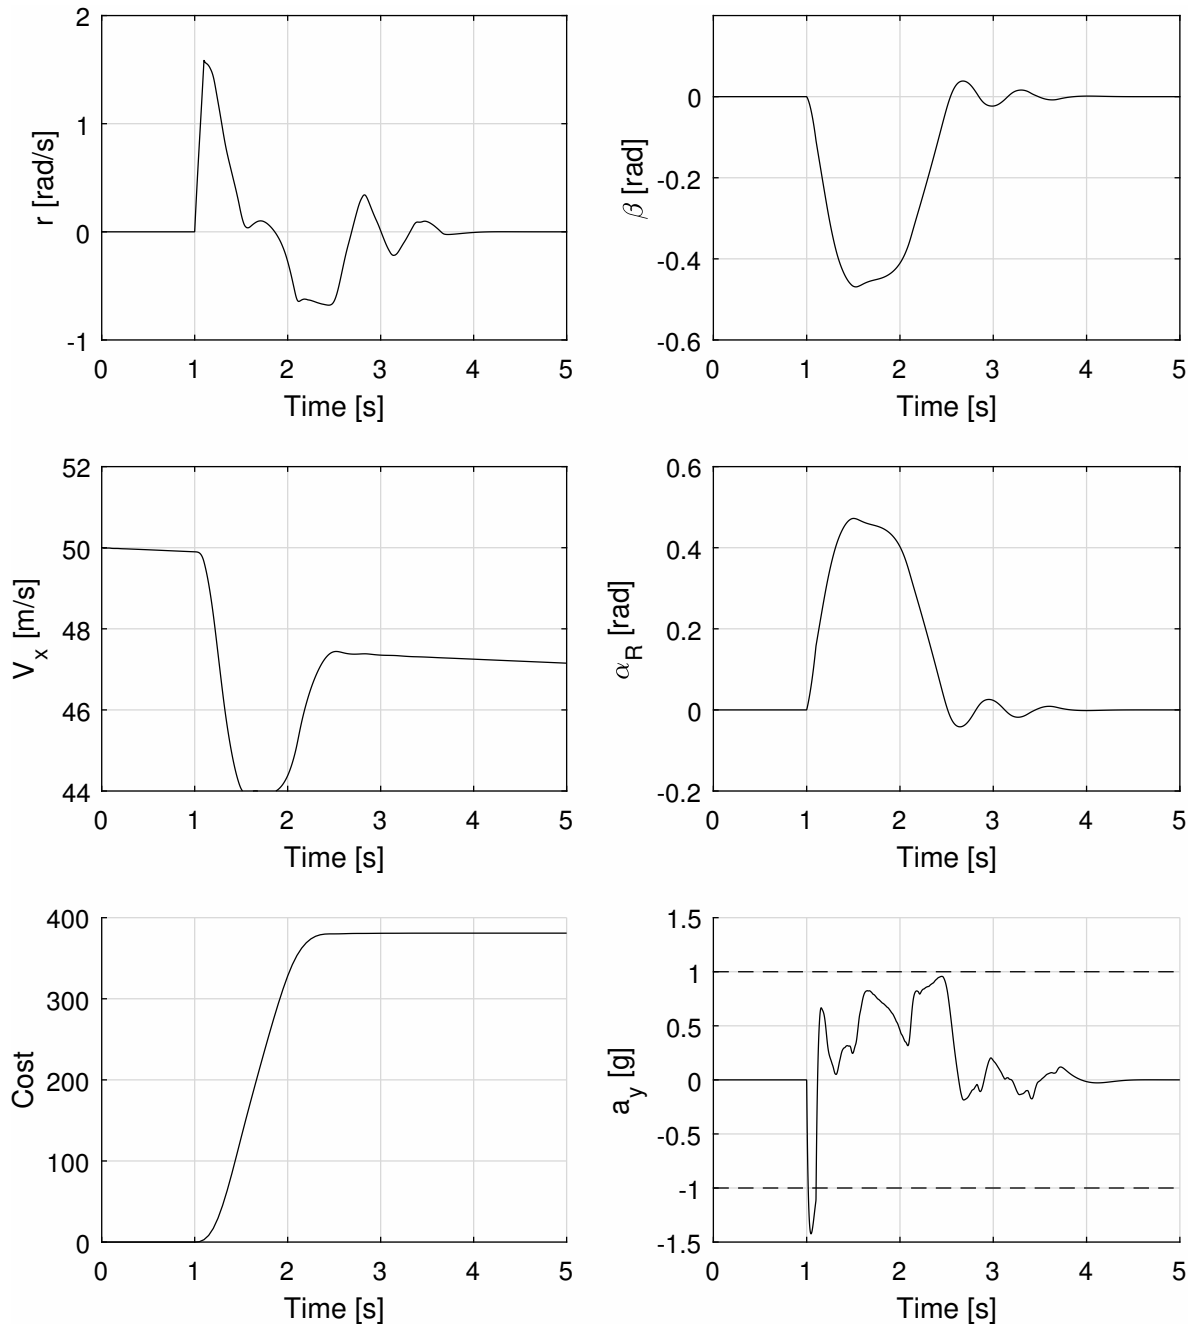 2
1
0
-1
r [rad/s]
0 1 2 3 4 5
Time [s]
0
-0.2
-0.4
-0.6
β [rad]
0 1 2 3 4 5
Time [s]
52
50
48
46
44
V_x [m/s]
0 1 2 3 4 5
Time [s]
0.6
0.4
0.2
0
-0.2
α_R [rad]
0 1 2 3 4 5
Time [s]
400
300
200
100
0
Cost
0 1 2 3 4 5
Time [s]
1.5
1
0.5
0
-0.5
-1
-1.5
a_y [g]
0 1 2 3 4 5
Time [s]